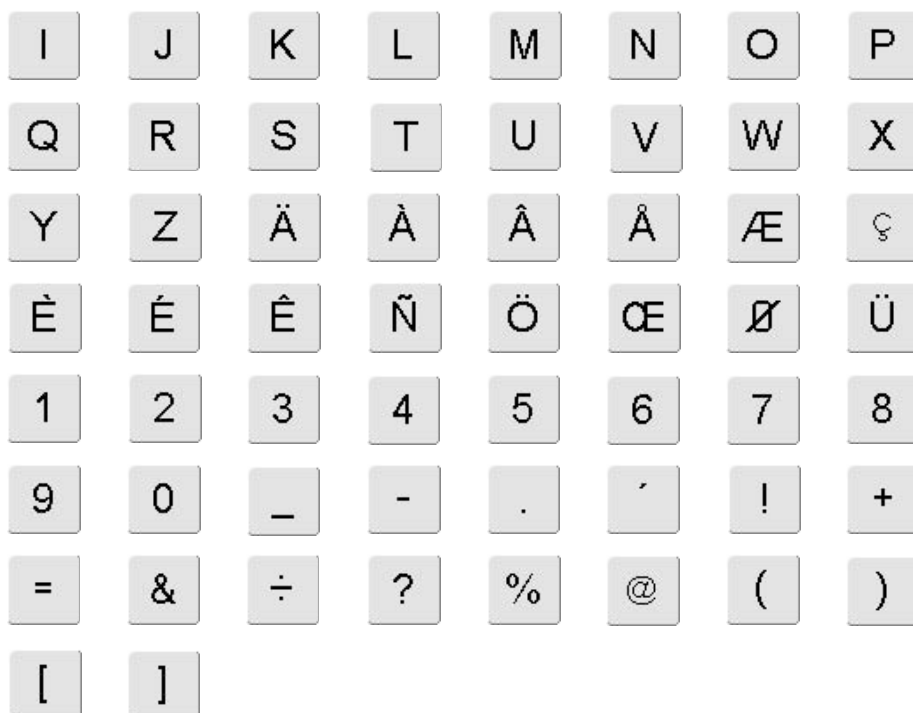 I J K L M N O P
Q R S T U V W X
Y Z Ä À Â Å Æ ç
È É Ê Ñ Ö Œ Ø Ü
1 2 3 4 5 6 7 8
9 0 _ - . ´ ! +
= & ÷ ? % @ ( )
[ ]